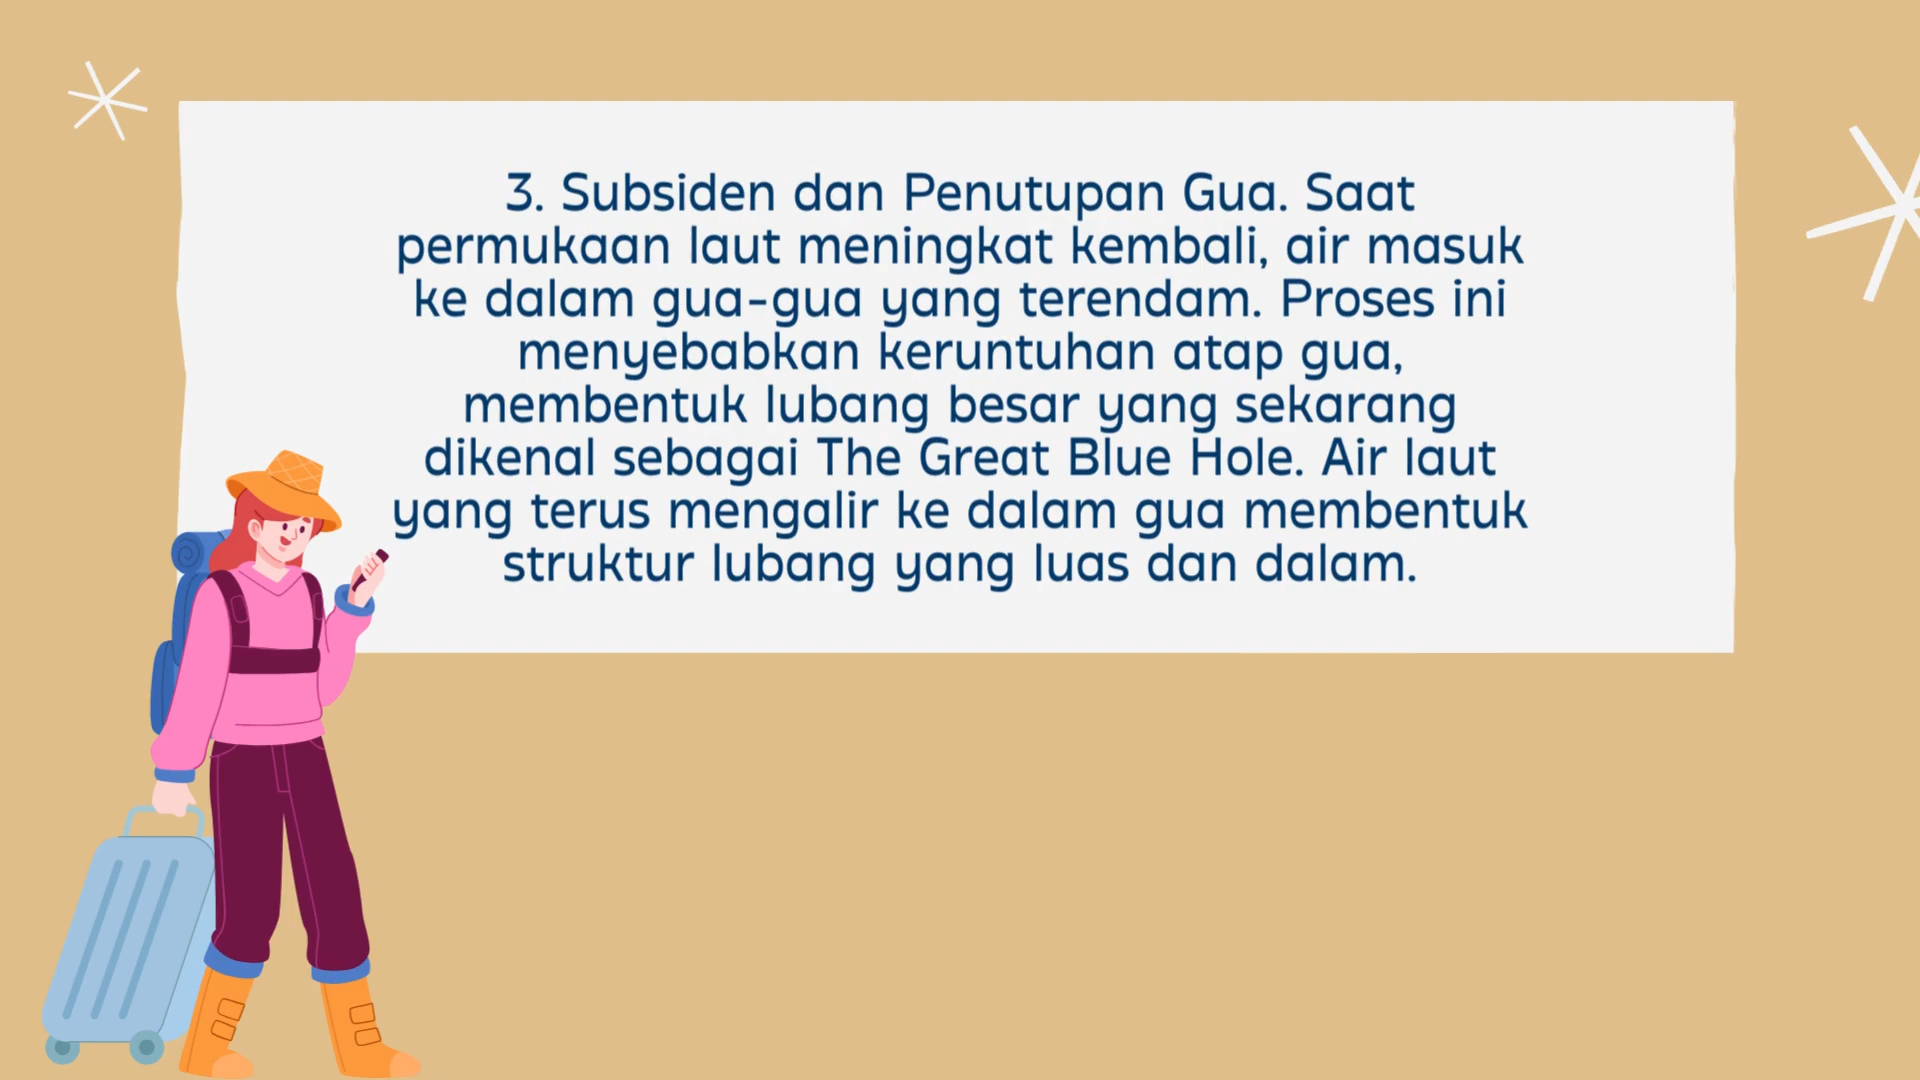 3. Subsiden dan Penutupan Gua. Saat
permukaan laut meningkat kembali, air masuk
ke dalam gua-gua yang terendam. Proses ini
menyebabkan keruntuhan atap gua,
membentuk lubang besar yang sekarang
dikenal sebagai The Great Blue Hole. Air laut
yang terus mengalir ke dalam gua membentuk
struktur lubang yang luas dan dalam.